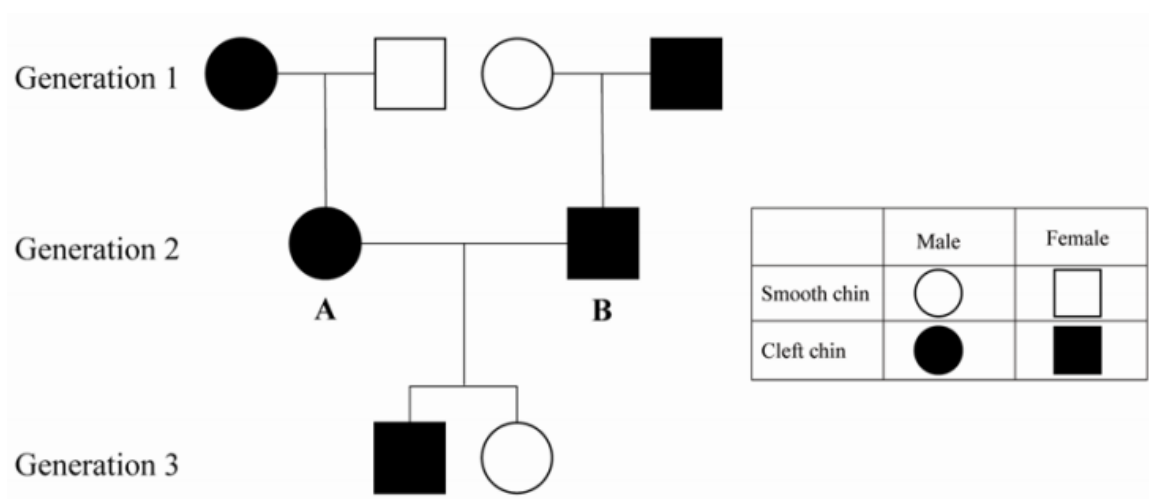 Generation 1
Generation 2
A
B
Male Female
Smooth chin
Cleft chin
Generation 3